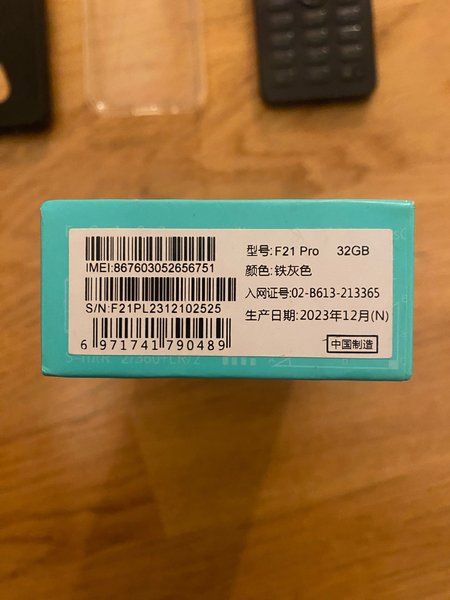 IMEI:867603052656751
S/N:F21PL2312102525
6 971741 790489
型号:F21 Pro 32GB
颜色:铁灰色
入网证号:02-B613-213365
生产日期:2023年12月(N)
中国制造